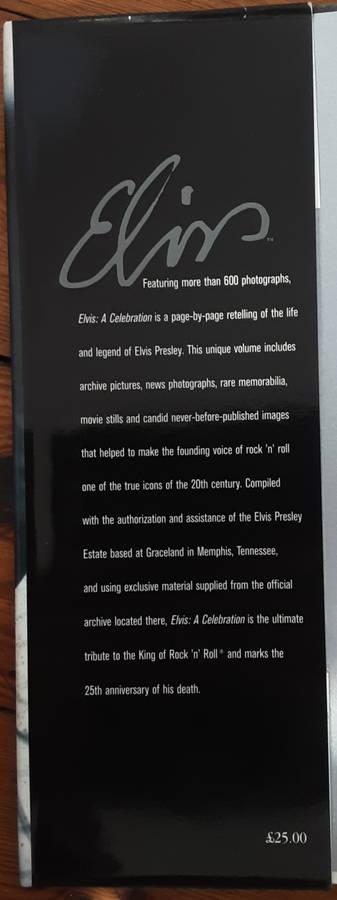 Elvis™
Featuring more than 600 photographs,
Elvis: A Celebration is a page-by-page retelling of the life
and legend of Elvis Presley. This unique volume includes
archive pictures, news photographs, rare memorabilia,
movie stills and candid never-before-published images
that helped to make the founding voice of rock 'n' roll
one of the true icons of the 20th century. Compiled
with the authorization and assistance of the Elvis Presley
Estate based at Graceland in Memphis, Tennessee,
and using exclusive material supplied from the official
archive located there, Elvis: A Celebration is the ultimate
tribute to the King of Rock 'n' Roll® and marks the
25th anniversary of his death.
£25.00